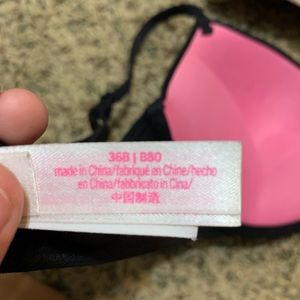 36B | B80
made in China/fabriqué en Chine/hecho
en China/fabbricato in Cina/
中国制造